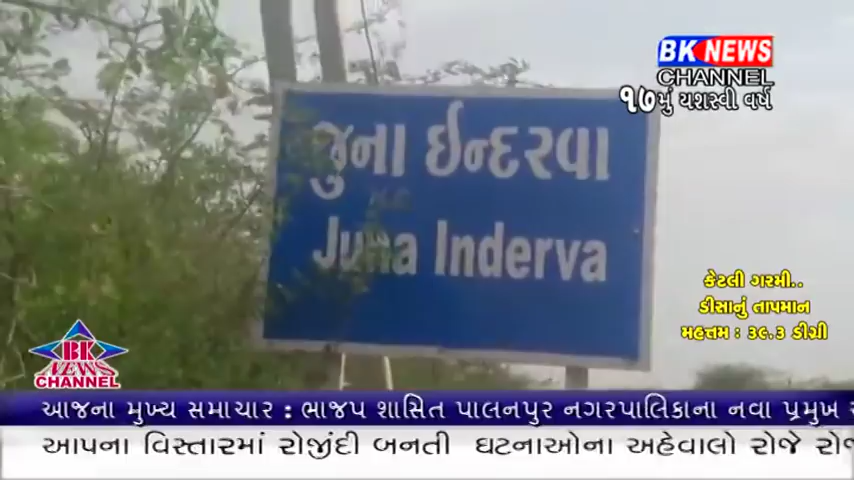 BK NEWS
CHANNEL
૧૭મું યશસ્વી વર્ષ
જુના ઈન્દરવા
Juna Inderva
કેટલી ગરમી..
ડીસાનું તાપમાન
મહત્તમ : ૩૯.૩ ડીગ્રી
BK
NEWS
CHANNEL
આજના મુખ્ય સમાચાર : ભાજપ શાસિત પાલનપુર નગરપાલિકાના નવા પ્રમુખ
આપના વિસ્તારમાં રોજીંદી બનતી ઘટનાઓના અહેવાલો રોજે